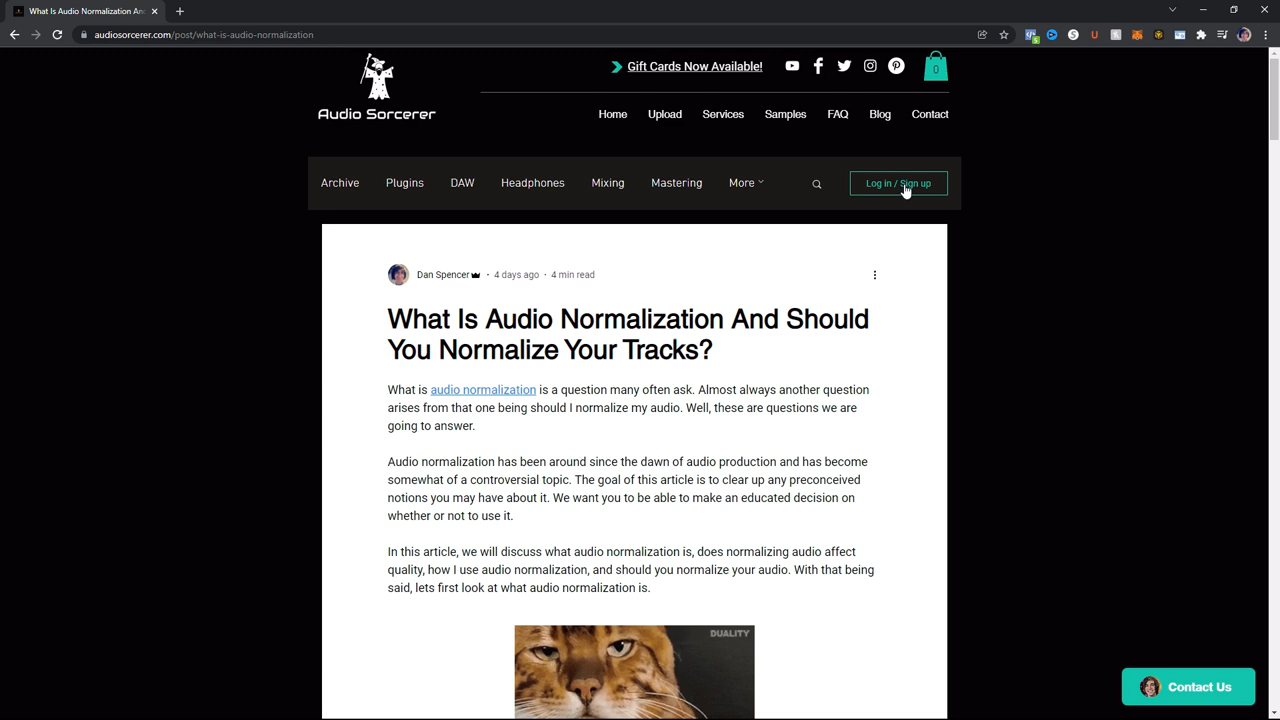 What Is Audio Normalization An
audiosorcerer.com/post/what-is-audio-normalization
Gift Cards Now Available!
0
Audio Sorcerer
Home Upload Services Samples FAQ Blog Contact
Archive Plugins DAW Headphones Mixing Mastering More
Log in / Sign up
Dan Spencer · 4 days ago · 4 min read
What Is Audio Normalization And Should
You Normalize Your Tracks?
What is audio normalization is a question many often ask. Almost always another question
arises from that one being should I normalize my audio. Well, these are questions we are
going to answer.
Audio normalization has been around since the dawn of audio production and has become
somewhat of a controversial topic. The goal of this article is to clear up any preconceived
notions you may have about it. We want you to be able to make an educated decision on
whether or not to use it.
In this article, we will discuss what audio normalization is, does normalizing audio affect
quality, how I use audio normalization, and should you normalize your audio. With that being
said, lets first look at what audio normalization is.
DUALITY
Contact Us